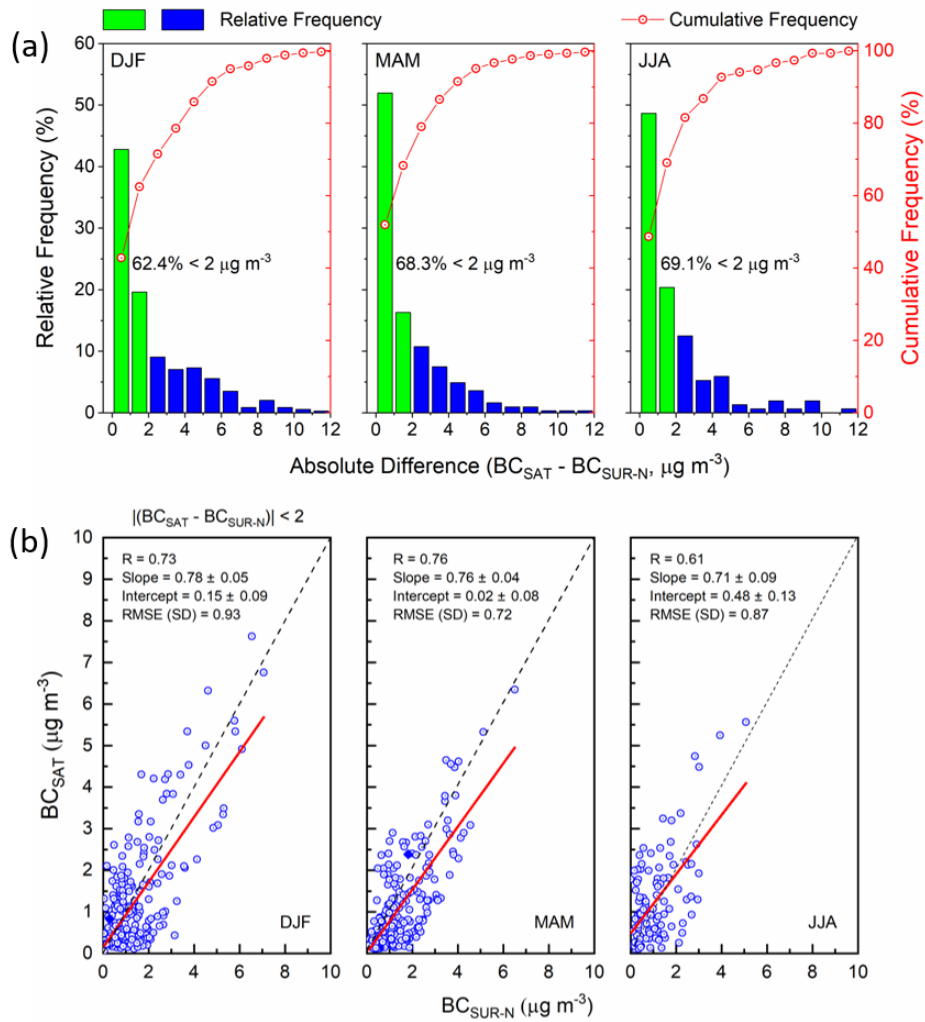 Relative Frequency
Cumulative Frequency
(a)
60
50
40
30
20
10
0
Relative Frequency (%)
DJF
62.4% < 2 μg m⁻³
0 2 4 6 8 10 12
MAM
68.3% < 2 μg m⁻³
0 2 4 6 8 10 12
JJA
69.1% < 2 μg m⁻³
0 2 4 6 8 10 12
100
80
60
40
20
0
Cumulative Frequency (%)
Absolute Difference (BC_SAT - BC_SUR-N, μg m⁻³)
(b)
|(BC_SAT - BC_SUR-N)| < 2
10
9
8
7
6
5
4
3
2
1
0
BC_SAT (μg m⁻³)
R = 0.73
Slope = 0.78 ± 0.05
Intercept = 0.15 ± 0.09
RMSE (SD) = 0.93
DJF
0 2 4 6 8 10
R = 0.76
Slope = 0.76 ± 0.04
Intercept = 0.02 ± 0.08
RMSE (SD) = 0.72
MAM
0 2 4 6 8 10
R = 0.61
Slope = 0.71 ± 0.09
Intercept = 0.48 ± 0.13
RMSE (SD) = 0.87
JJA
0 2 4 6 8 10
BC_SUR-N (μg m⁻³)